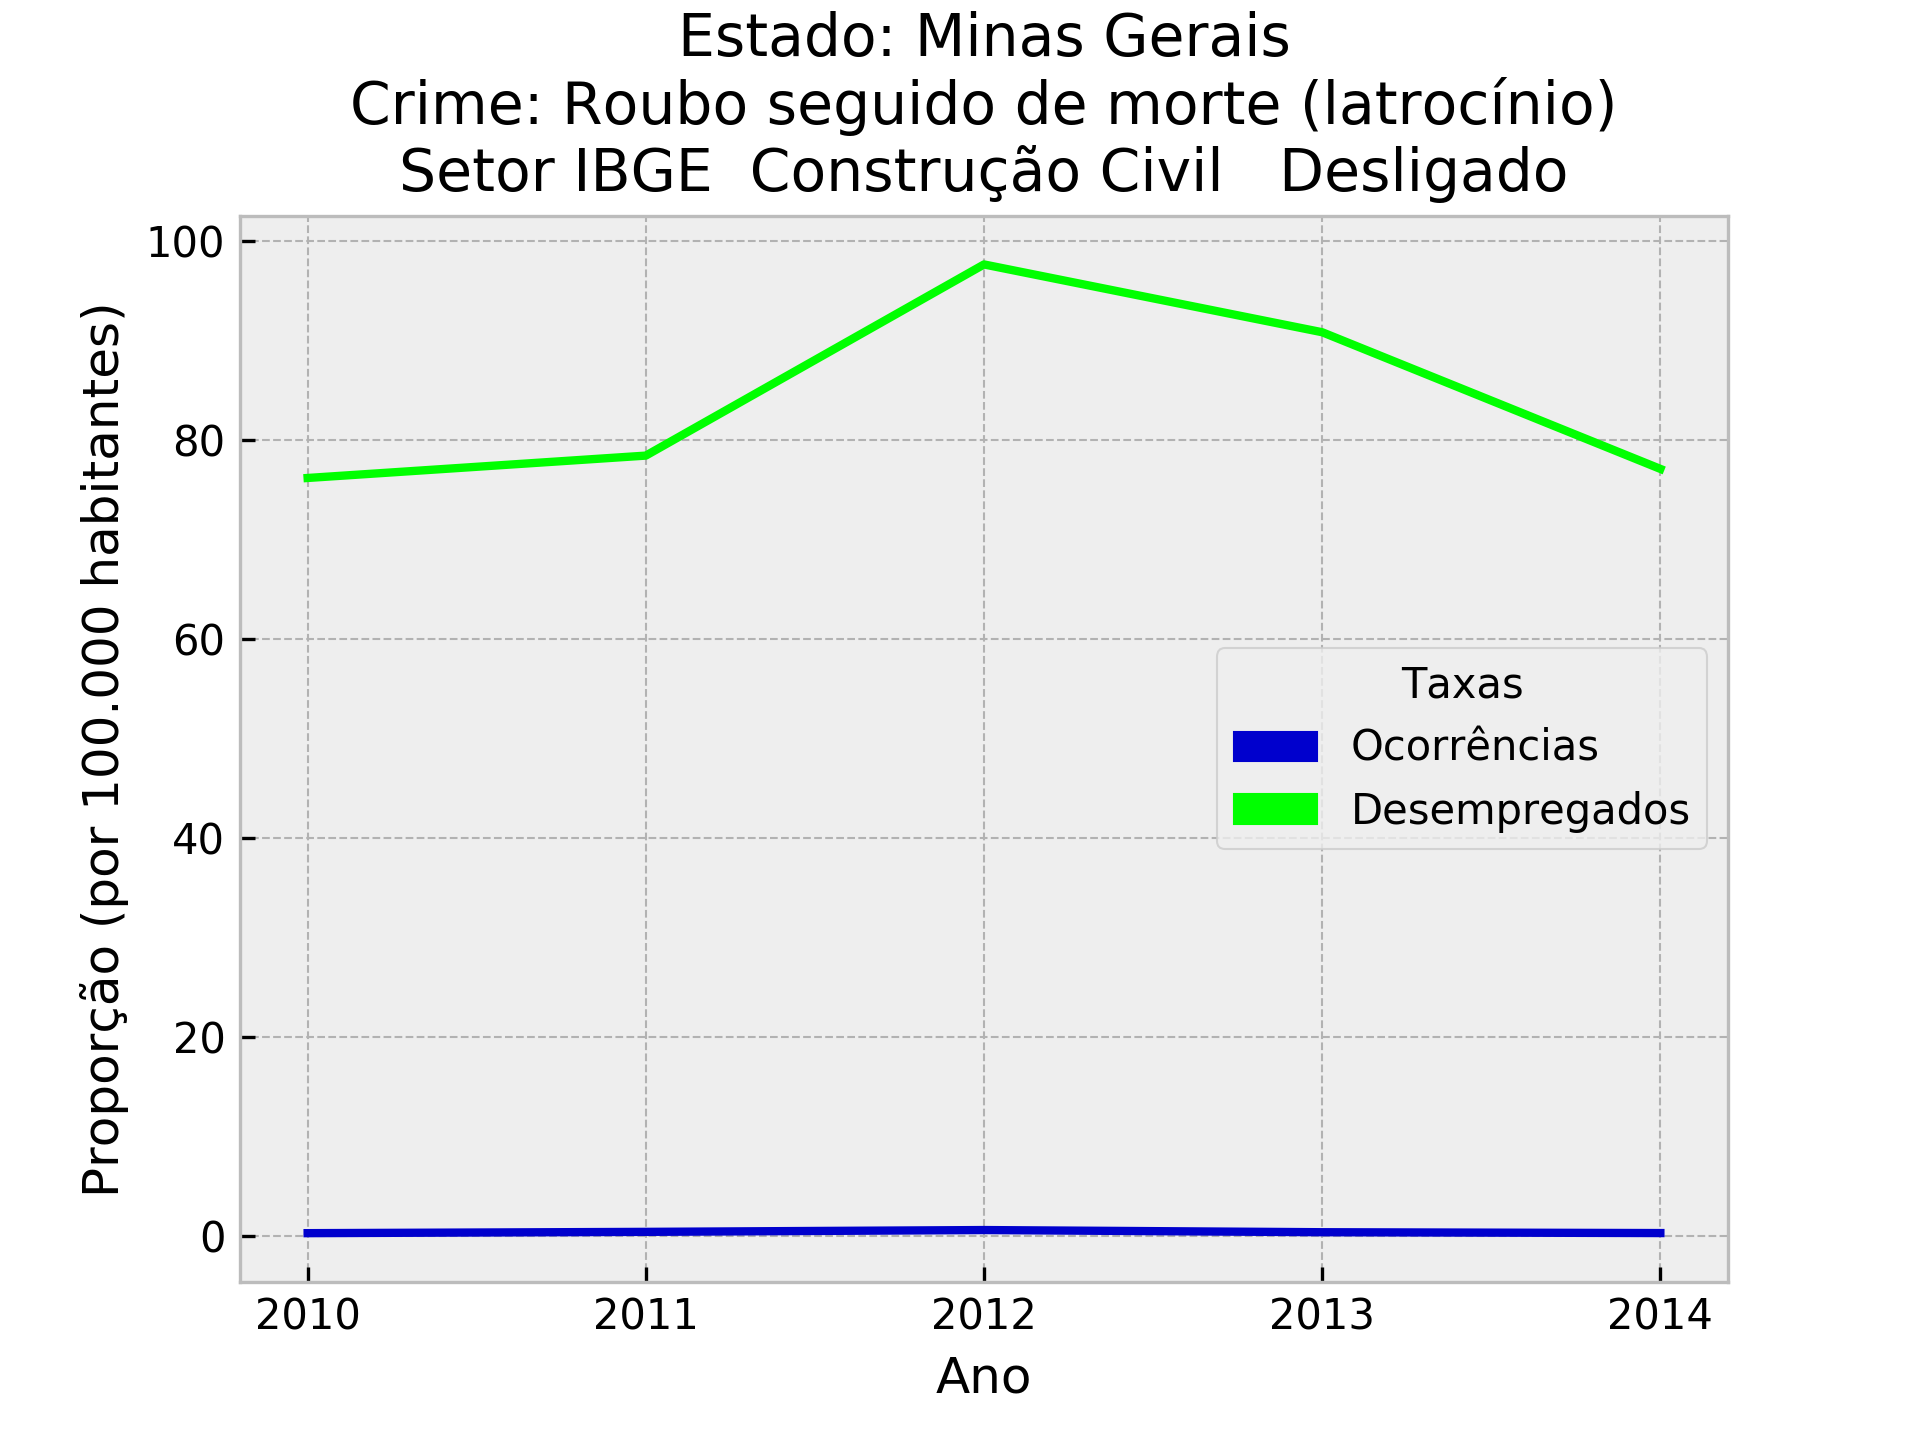 Estado: Minas Gerais
Crime: Roubo seguido de morte (latrocínio)
Setor IBGE  Construção Civil   Desligado
Proporção (por 100.000 habitantes)
100
80
60
40
20
0
Taxas
Ocorrências
Desempregados
2010 2011 2012 2013 2014
Ano